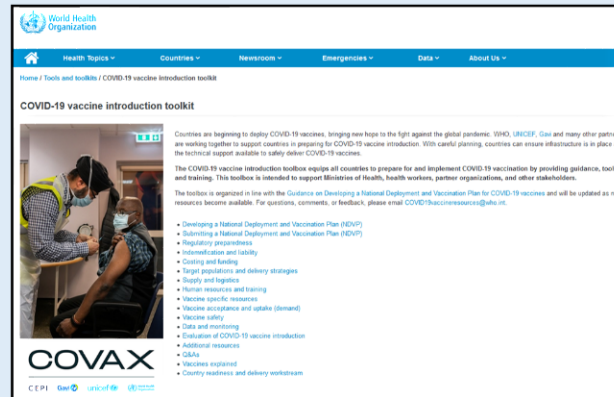 World Health
Organization
Health Topics
Countries
Newsroom
Emergencies
Data
About Us
Home / Tools and toolkits / COVID-19 vaccine introduction toolkit
COVID-19 vaccine introduction toolkit
Countries are beginning to deploy COVID-19 vaccines, bringing new hope to the fight against the global pandemic. WHO, UNICEF, Gavi and many other partne
are working together to support countries in preparing for COVID-19 vaccine introduction. With careful planning, countries can ensure infrastructure is in place a
the technical support available to safely deliver COVID-19 vaccines.
The COVID-19 vaccine introduction toolbox equips all countries to prepare for and implement COVID-19 vaccination by providing guidance, tool
and training. This toolbox is intended to support Ministries of Health, health workers, partner organizations, and other stakeholders.
The toolbox is organized in line with the Guidance on Developing a National Deployment and Vaccination Plan for COVID-19 vaccines and will be updated as
resources become available. For questions, comments, or feedback, please email COVID19vaccineresources@who.int.
• Developing a National Deployment and Vaccination Plan (NDVP)
• Submitting a National Deployment and Vaccination Plan (NDVP)
• Regulatory preparedness
• Indemnification and liability
• Costing and funding
• Target populations and delivery strategies
• Supply and logistics
• Human resources and training
• Vaccine specific resources
• Vaccine acceptance and uptake (demand)
• Vaccine safety
• Data and monitoring
• Evaluation of COVID-19 vaccine introduction
• Additional resources
• Q&As
• Vaccines explained
• Country readiness and delivery workstream
COVAX
CEPI
Gavi
unicef
World Health
Organization